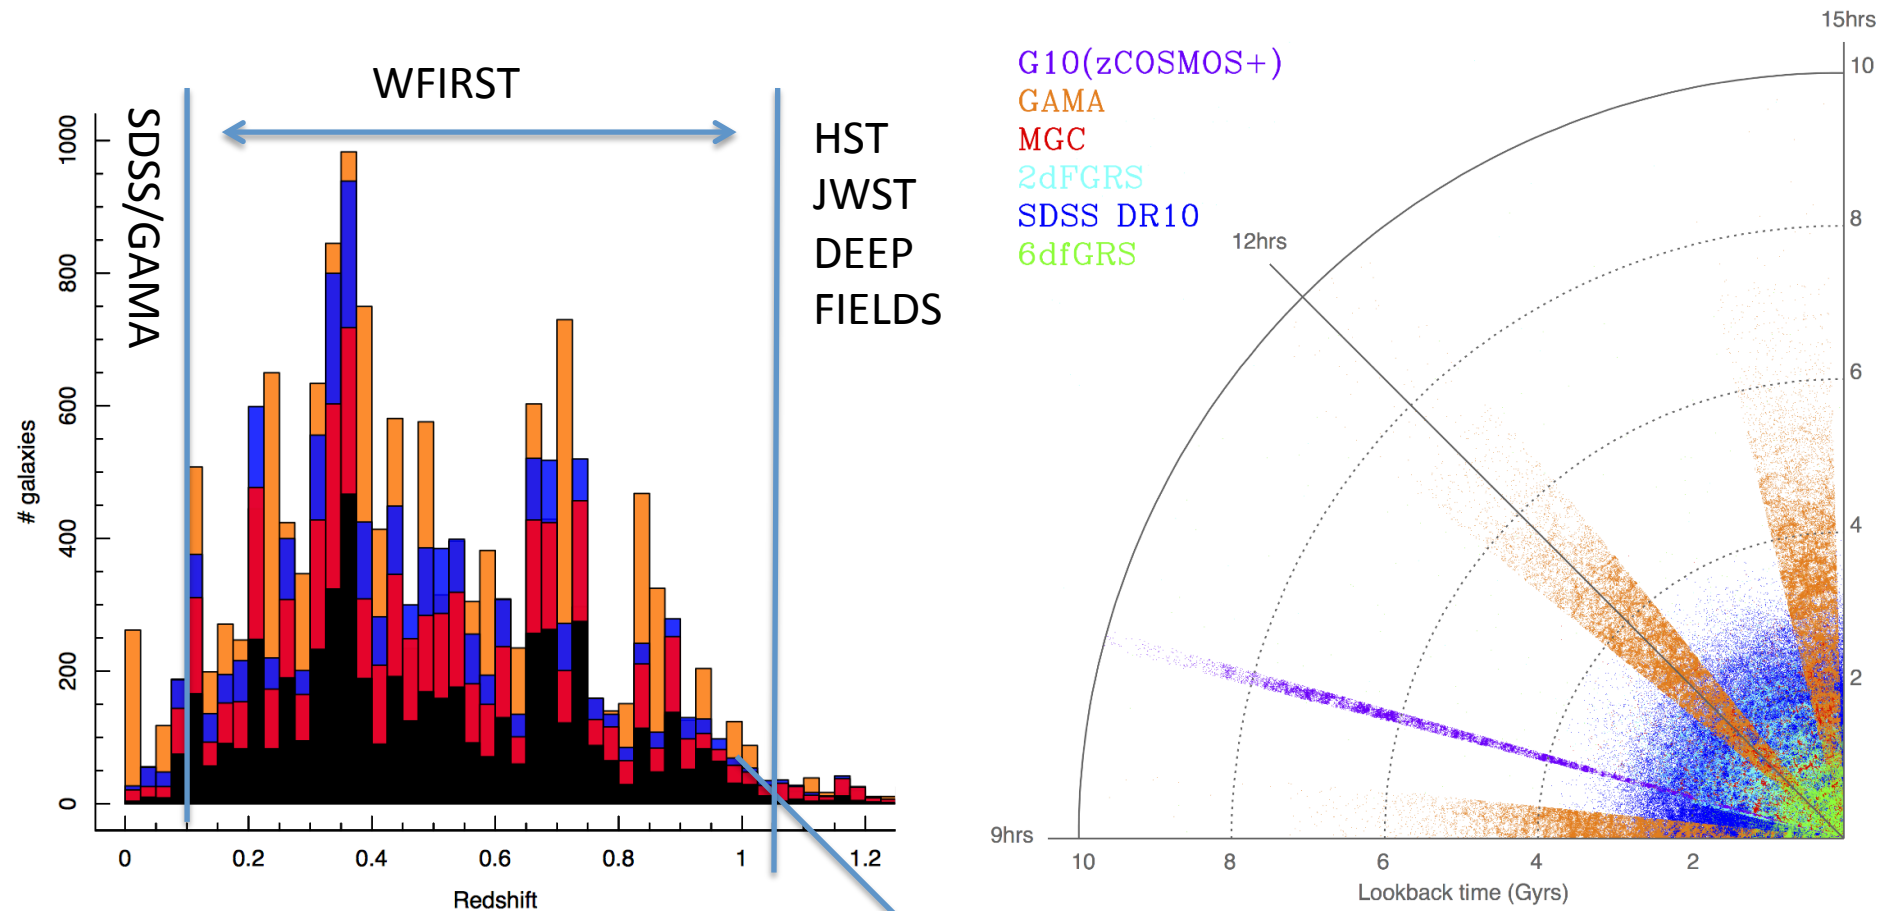 WFIRST
SDSS/GAMA
HST
JWST
DEEP
FIELDS
# galaxies
1000
800
600
400
200
0
0 0.2 0.4 0.6 0.8 1 1.2
Redshift
G10(zCOSMOS+)
GAMA
MGC
2dFGRS
SDSS DR10
6dfGRS
15hrs
12hrs
9hrs
10
8
6
4
2
10 8 6 4 2
Lookback time (Gyrs)